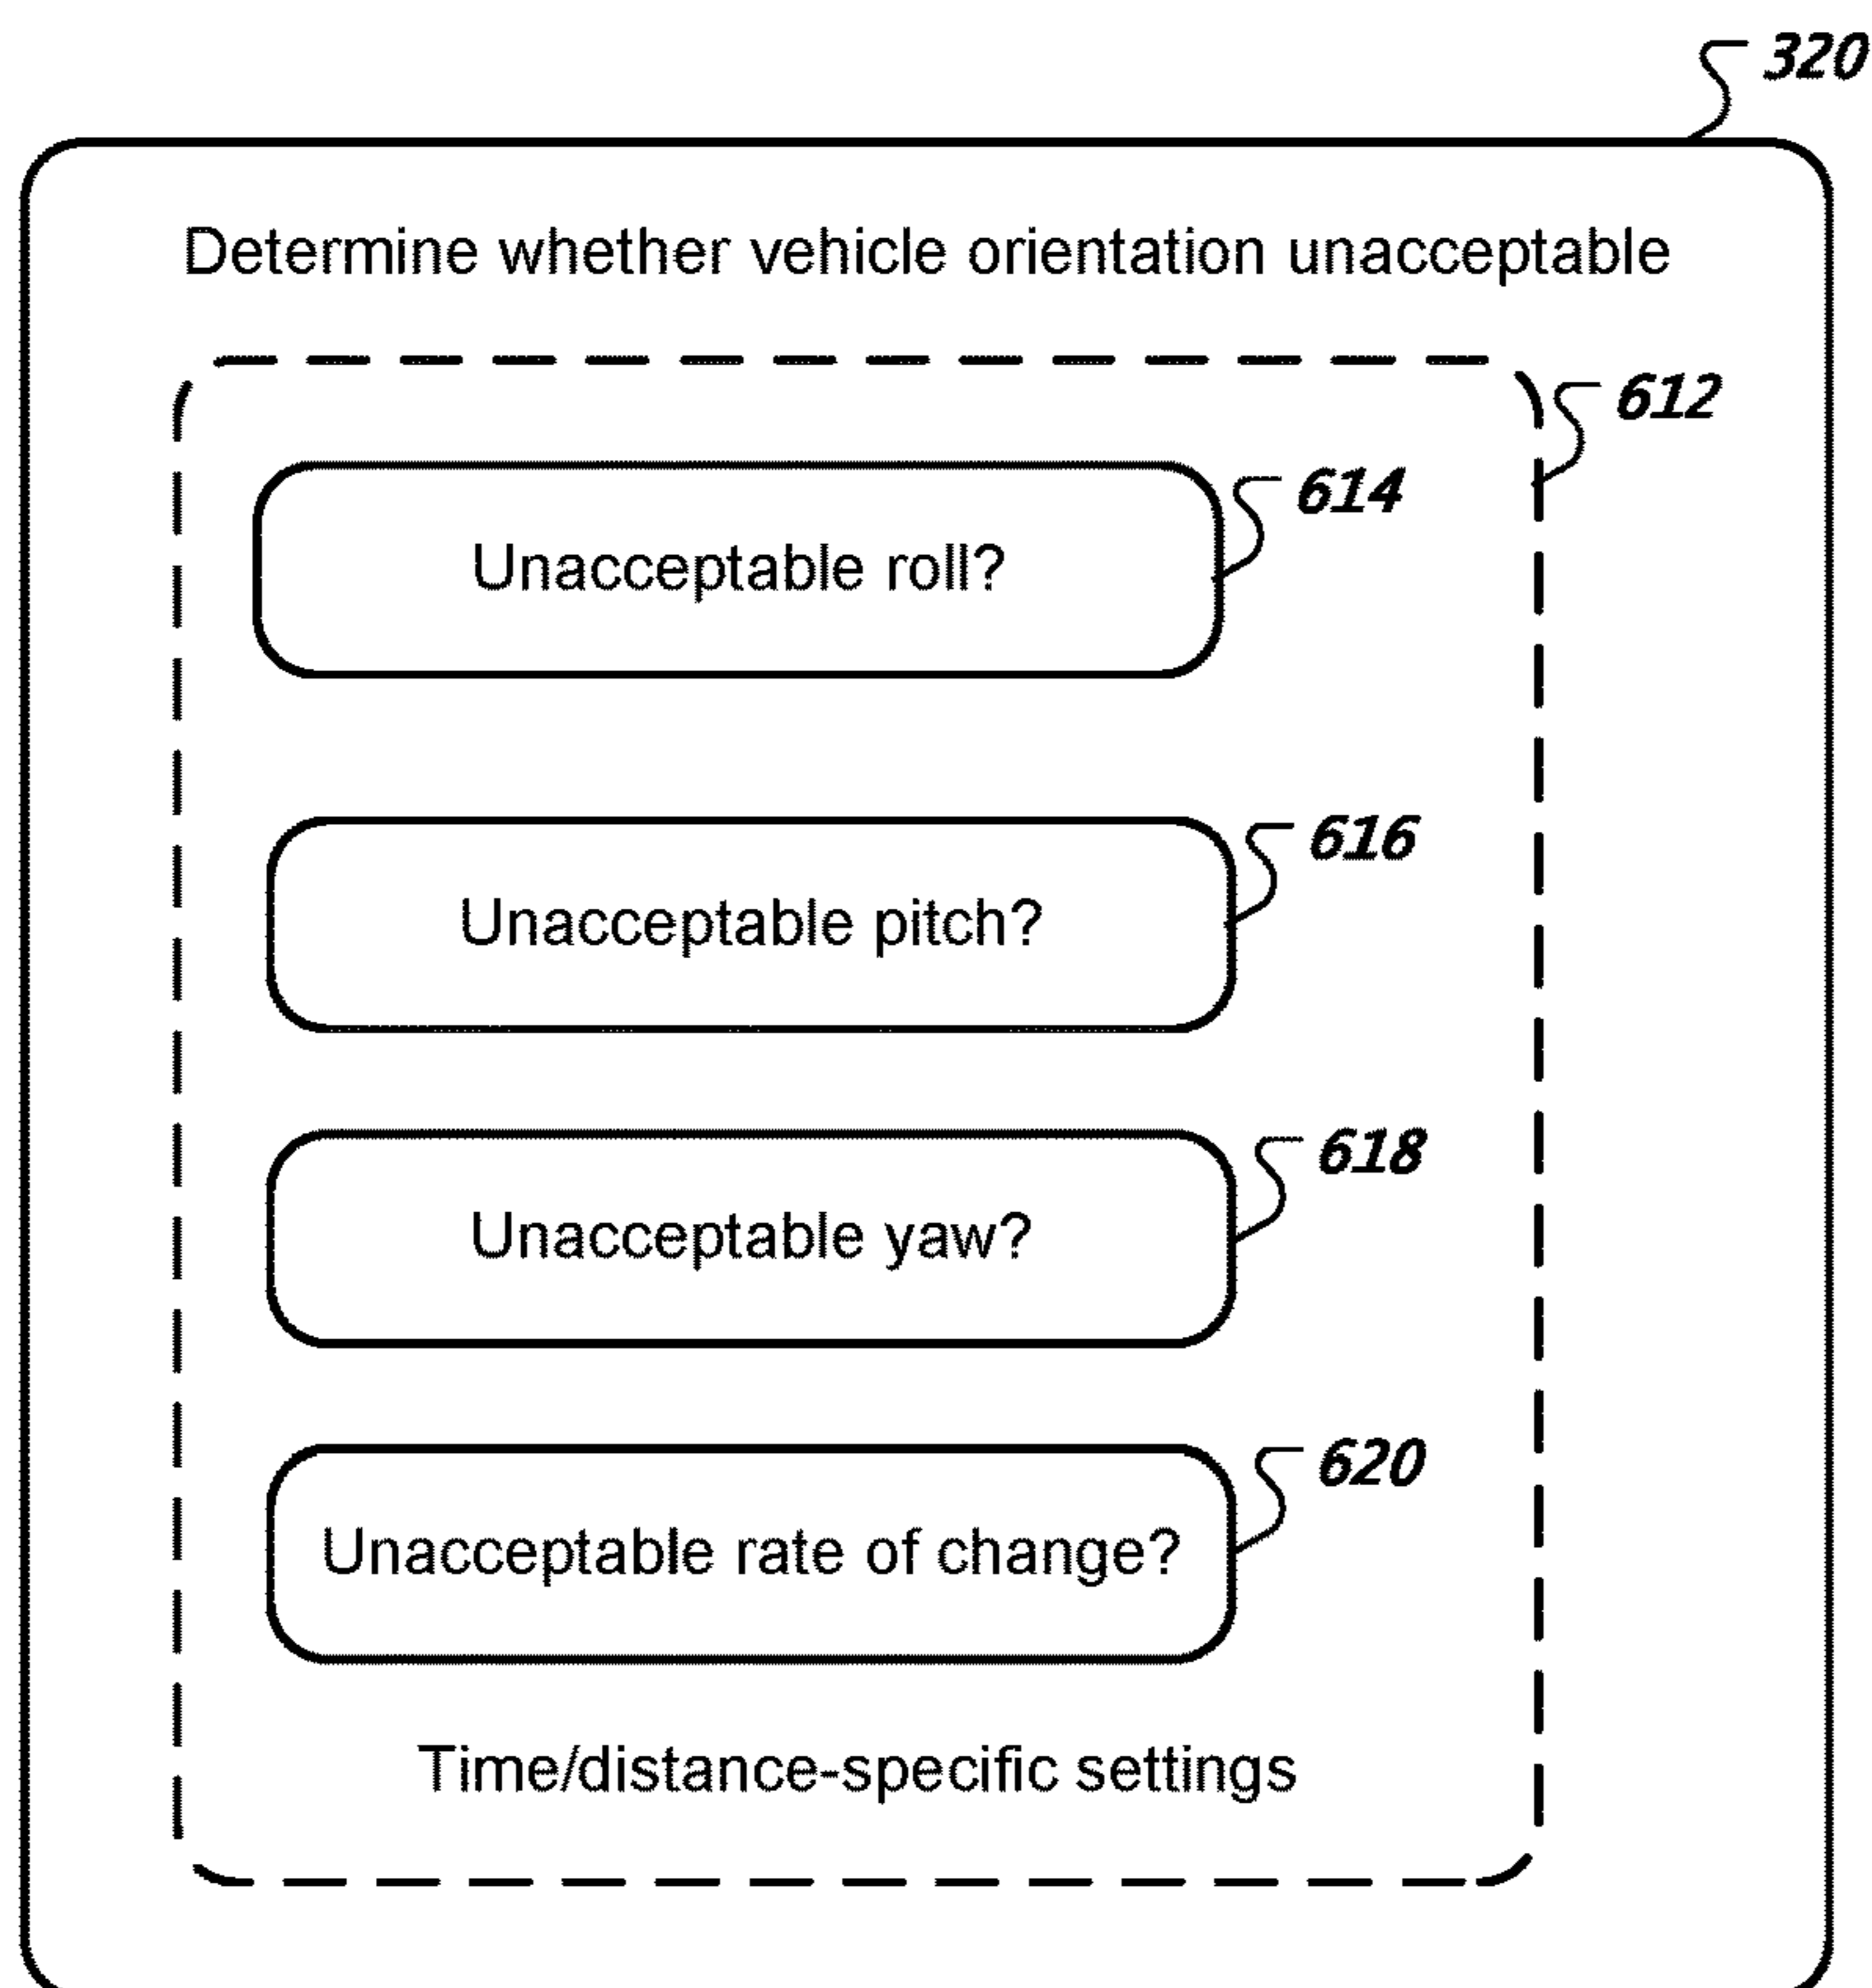 320
Determine whether vehicle orientation unacceptable
612
614
Unacceptable roll?
616
Unacceptable pitch?
618
Unacceptable yaw?
620
Unacceptable rate of change?
Time/distance-specific settings